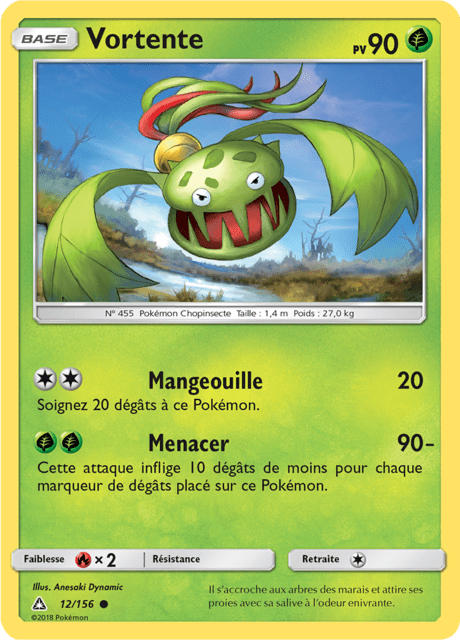 BASE Vortente PV 90
N° 455 Pokémon Chopinsecte Taille : 1,4 m Poids : 27,0 kg
Mangeouille 20
Soignez 20 dégâts à ce Pokémon.
Menacer 90-
Cette attaque inflige 10 dégâts de moins pour chaque
marqueur de dégâts placé sur ce Pokémon.
Faiblesse × 2 Résistance Retraite
Illus. Anesaki Dynamic
12/156
©2018 Pokémon
Il s'accroche aux arbres des marais et attire ses
proies avec sa salive à l'odeur enivrante.